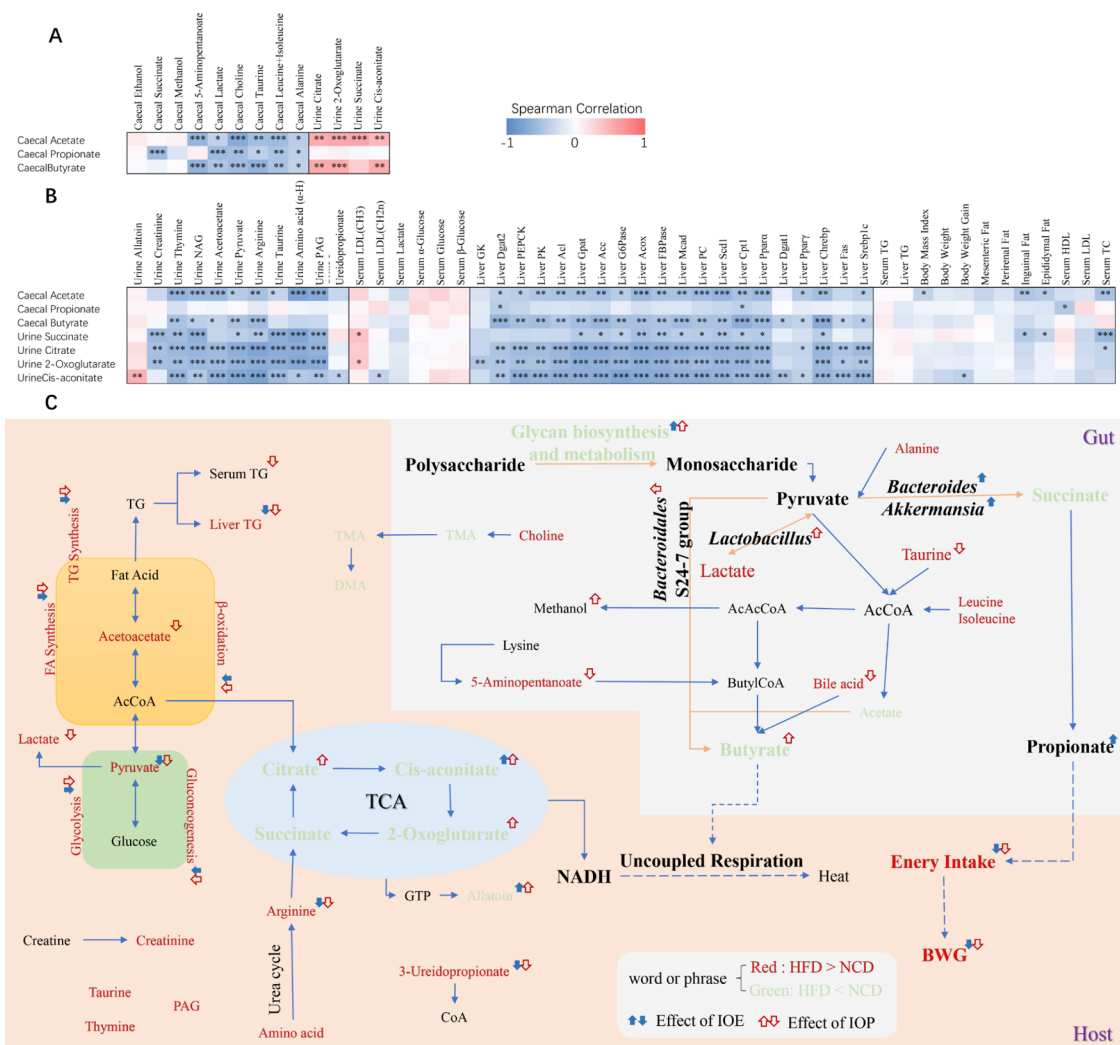 A
Caecal Ethanol
Caecal Succinate
Caecal Methanol
Caecal 5-Aminopentanoate
Caecal Lactate
Caecal Choline
Caecal Taurine
Caecal Leucine+Isoleucine
Caecal Alanine
Urine Citrate
Urine 2-Oxoglutarate
Urine Succinate
Urine Cis-aconitate
Spearman Correlation
-1 0 1
Caecal Acetate
Caecal Propionate
CaecalButyrate
B
Urine Allatoin
Urine Creatinine
Urine Thymine
Urine NAG
Urine Acetoacetate
Urine Pyruvate
Urine Arginine
Urine Taurine
Urine Amino acid (α-H)
Urine PAG
Ureidopropionate
Serum LDL(CH3)
Serum LDL(CH2n)
Serum Lactate
Serum α-Glucose
Serum Glucose
Serum β-Glucose
Liver GK
Liver Dgat2
Liver PEPCK
Liver PK
Liver Acl
Liver Gpat
Liver Acc
Liver G6Pase
Liver Acox
Liver FBPase
Liver Mcad
Liver PC
Liver Scd1
Liver Cpt1
Liver Pparα
Liver Dgat1
Liver Pparγ
Liver Chrebp
Liver Fas
Liver Srebp1c
Serum TG
Liver TG
Body Mass Index
Body Weight
Body Weight Gain
Mesenteric Fat
Perirenal Fat
Inguinal Fat
Epididymal Fat
Serum HDL
Serum LDL
Serum TC
Caecal Acetate
Caecal Propionate
Caecal Butyrate
Urine Succinate
Urine Citrate
Urine 2-Oxoglutarate
UrineCis-aconitate
C
Gut
Glycan biosynthesis
and metabolism
Polysaccharide
Monosaccharide
Alanine
Pyruvate
Bacteroides
Akkermansia
Succinate
Bacteroidales
S24-7 group
Lactobacillus
Lactate
Taurine
TMA
TMA
Choline
DMA
Methanol
AcAcCoA
AcCoA
Leucine
Isoleucine
Lysine
5-Aminopentanoate
ButylCoA
Bile acid
Acetate
Butyrate
Propionate
Serum TG
TG
Liver TG
TG Synthesis
Fat Acid
FA Synthesis
Acetoacetate
β-oxidation
AcCoA
Lactate
Pyruvate
Glycolysis
Gluconeogenesis
Glucose
Citrate
Cis-aconitate
TCA
Succinate
2-Oxoglutarate
NADH
Uncoupled Respiration
Heat
Enery Intake
BWG
GTP
Allatoin
Arginine
Urea cycle
Amino acid
Creatine
Creatinine
Taurine
PAG
Thymine
3-Ureidopropionate
CoA
word or phrase
Red : HFD > NCD
Green: HFD < NCD
Effect of IOE
Effect of IOP
Host